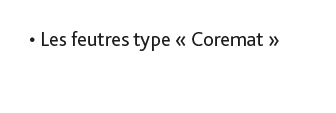 • Les feutres type « Coremat »